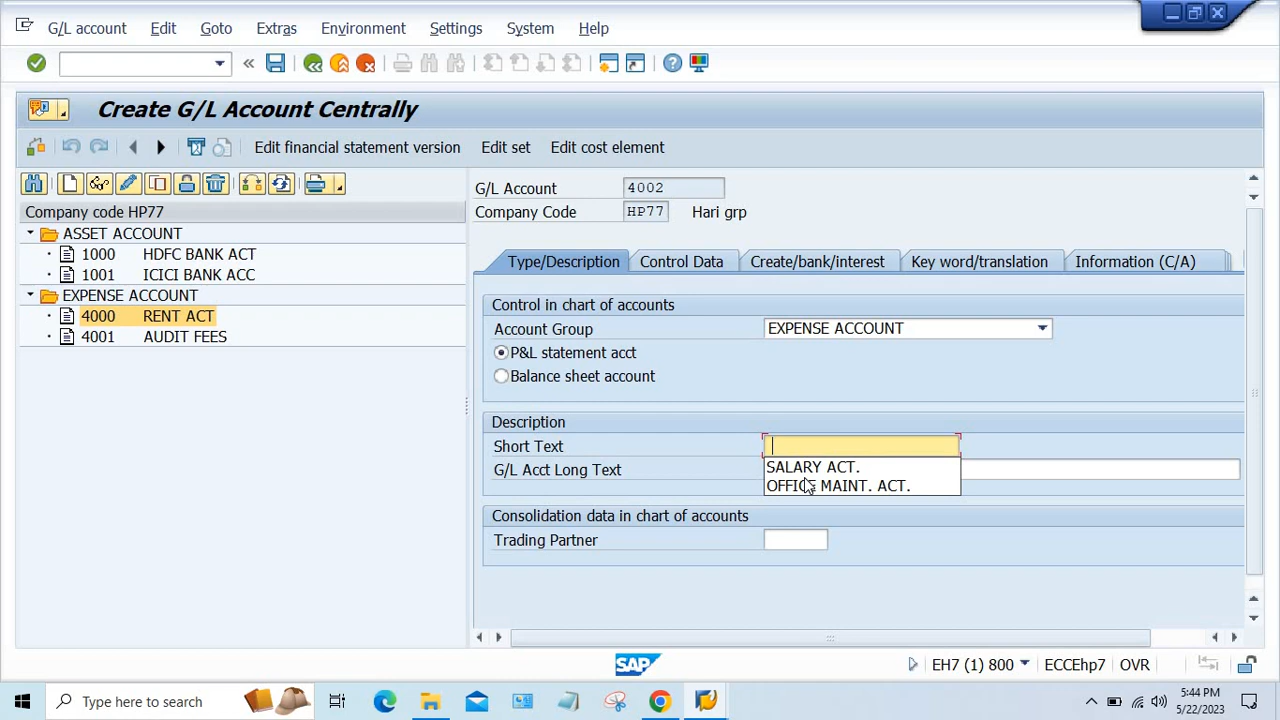 G/L account Edit Goto Extras Environment Settings System Help
Create G/L Account Centrally
Edit financial statement version Edit set Edit cost element
Company code HP77
ASSET ACCOUNT
1000 HDFC BANK ACT
1001 ICICI BANK ACC
EXPENSE ACCOUNT
4000 RENT ACT
4001 AUDIT FEES
G/L Account 4002
Company Code HP77 Hari grp
Type/Description Control Data Create/bank/interest Key word/translation Information (C/A)
Control in chart of accounts
Account Group EXPENSE ACCOUNT
P&L statement acct
Balance sheet account
Description
Short Text
SALARY ACT.
G/L Acct Long Text
OFFICE MAINT. ACT.
Consolidation data in chart of accounts
Trading Partner
SAP EH7 (1) 800 ECCEhp7 OVR
Type here to search
5:44 PM
5/22/2023